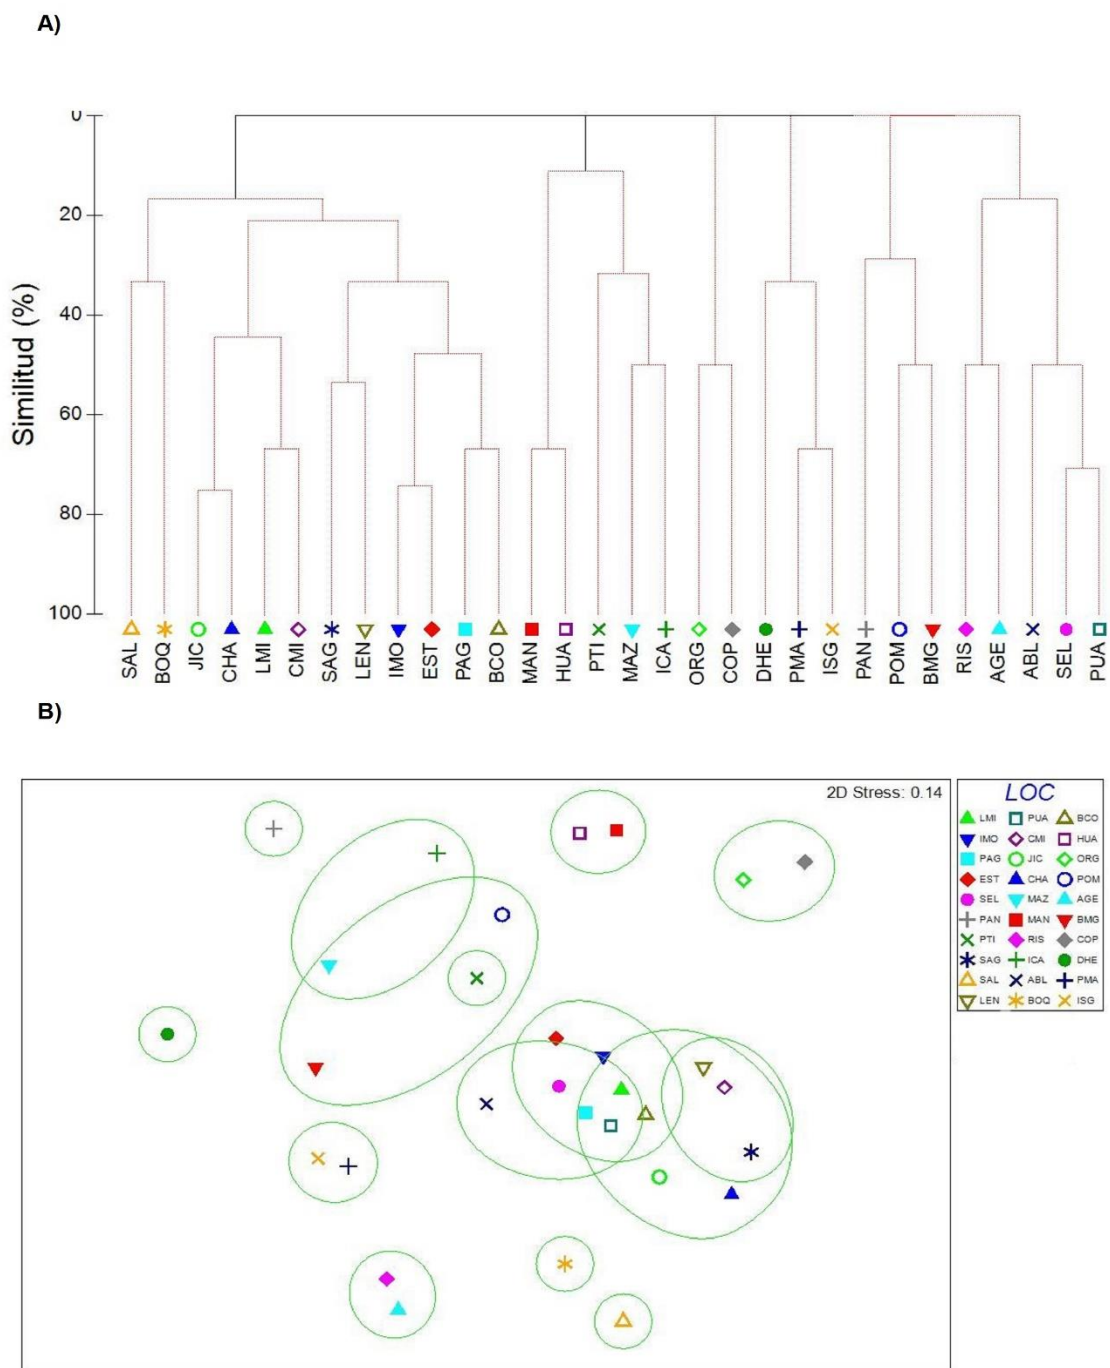 A)
0
20
40
60
80
100
Similitud (%)
SAL BOQ JIC CHA LMI CMI SAG LEN IMO EST PAG BCO MAN HUA PTI MAZ ICA ORG COP DHE PMA ISG PAN POM BMG RIS AGE ABL SEL PUA
B)
2D Stress: 0.14
LOC
LMI PUA BCO
IMO CMI HUA
PAG JIC ORG
EST CHA POM
SEL MAZ AGE
PAN MAN BMG
PTI RIS COP
SAG ICA DHE
SAL ABL PMA
LEN BOQ ISG